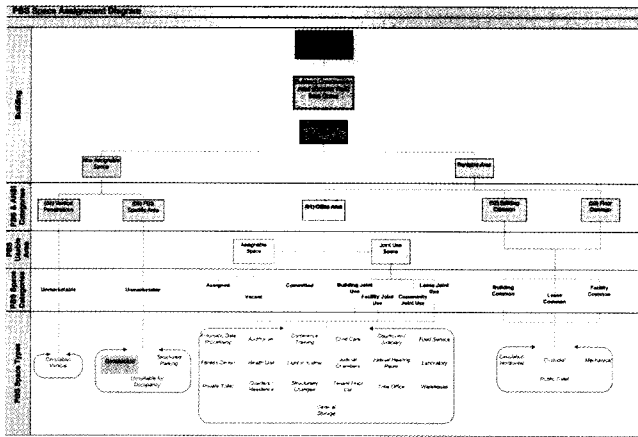 PBS Space Assignment Diagram
Building
Non Assignable
Space
Rentable Area
PBS & ANSI
Categories
(02) PBS
Specific Area
(01) Office Area
(03) Building
Common
(04) Floor
Common
PBS
Usable
Area
Assignable
Space
Joint Use
Space
PBS Space
Categories
Unmarketable
Unmarketable
Assigned
Vacant
Committed
Building Joint
Use
Facility Joint
Use
Lease Joint
Use
Community
Joint Use
Building
Common
Lease
Common
Facility
Common
PBS Space Types
Automatic Data
Processing
Auditorium
Conference
Training
Child Care
Courtroom
Judiciary
Food Service
Fitness Center
Health Unit
Light Industrial
Judicial
Chambers
Judicial Hearing
Room
Laboratory
Private Toilet
Quarters
Residence
Structurally
Changed
Tenant Floor
Cut
Total Office
Warehouse
General
Storage
Circulation
Vertical
Structured
Parking
Unsuitable for
Occupancy
Circulation
Horizontal
Custodial
Mechanical
Public Toilet